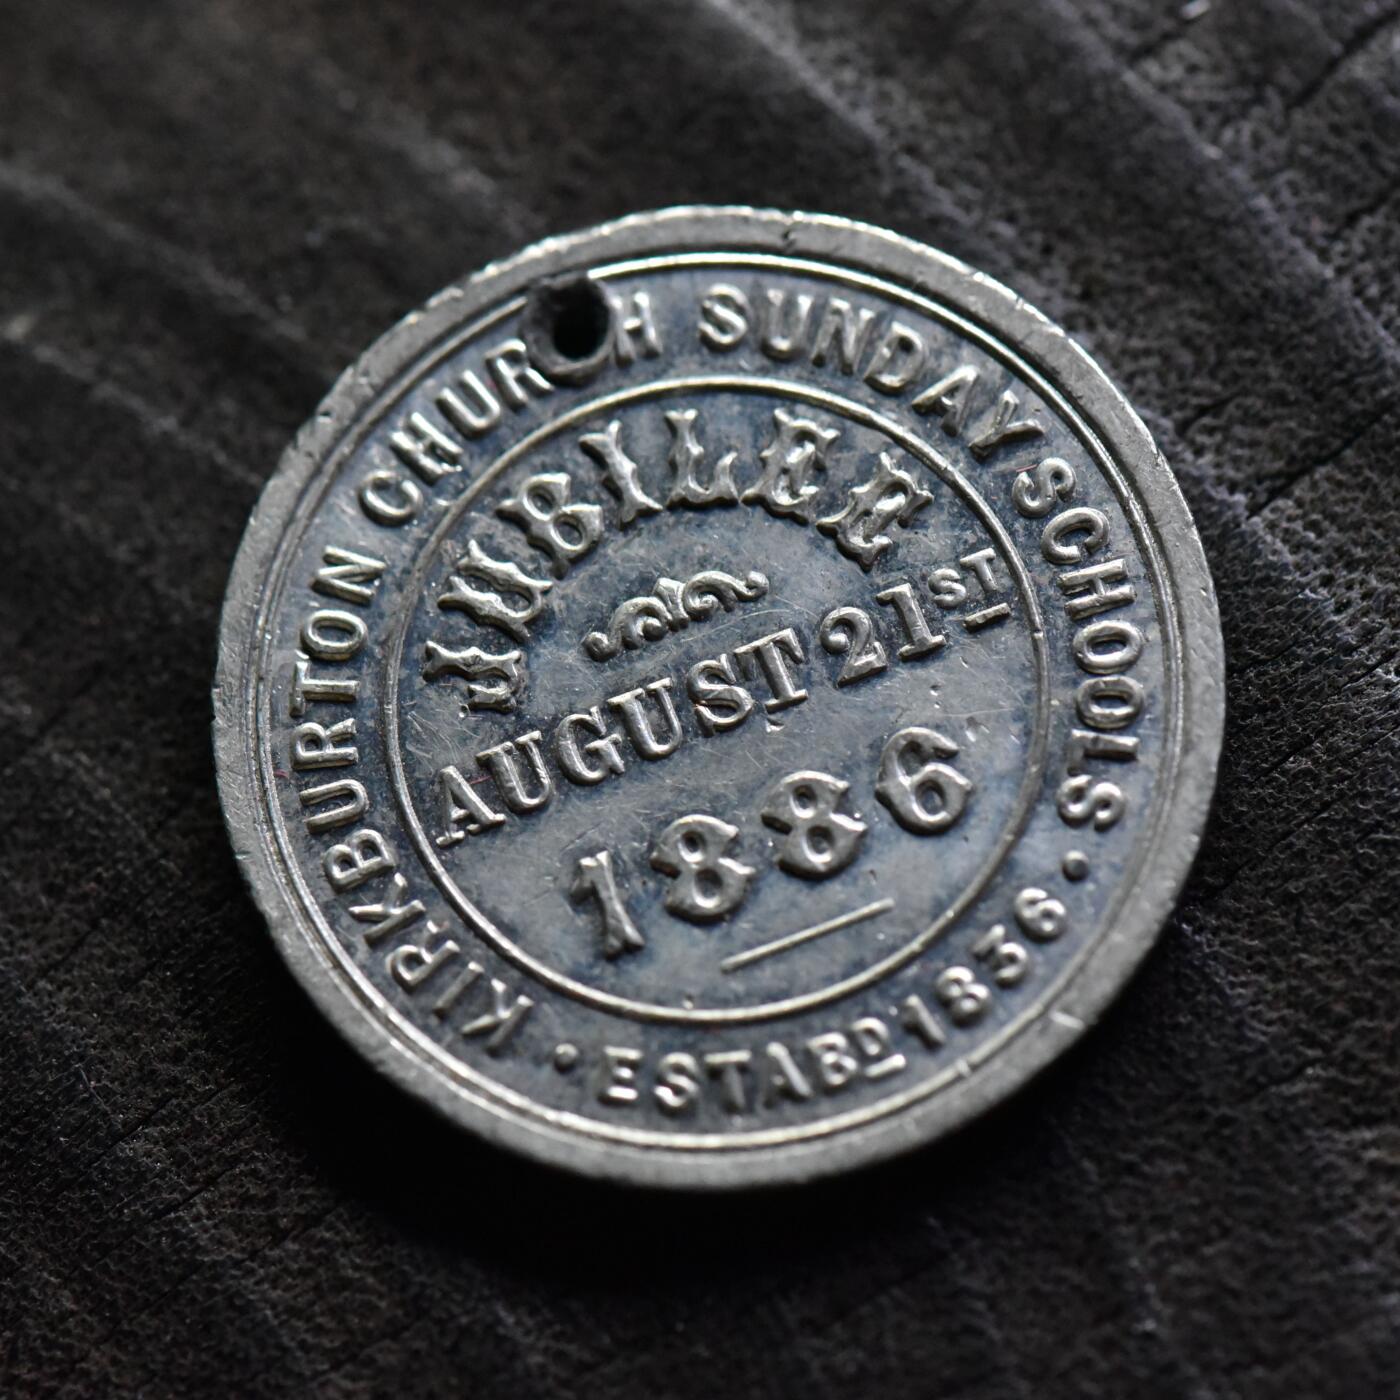 KIRKBURTON CHURCH SUNDAY SCHOOLS
• ESTABD 1836 •
JUBILEE
AUGUST 21ST
1886